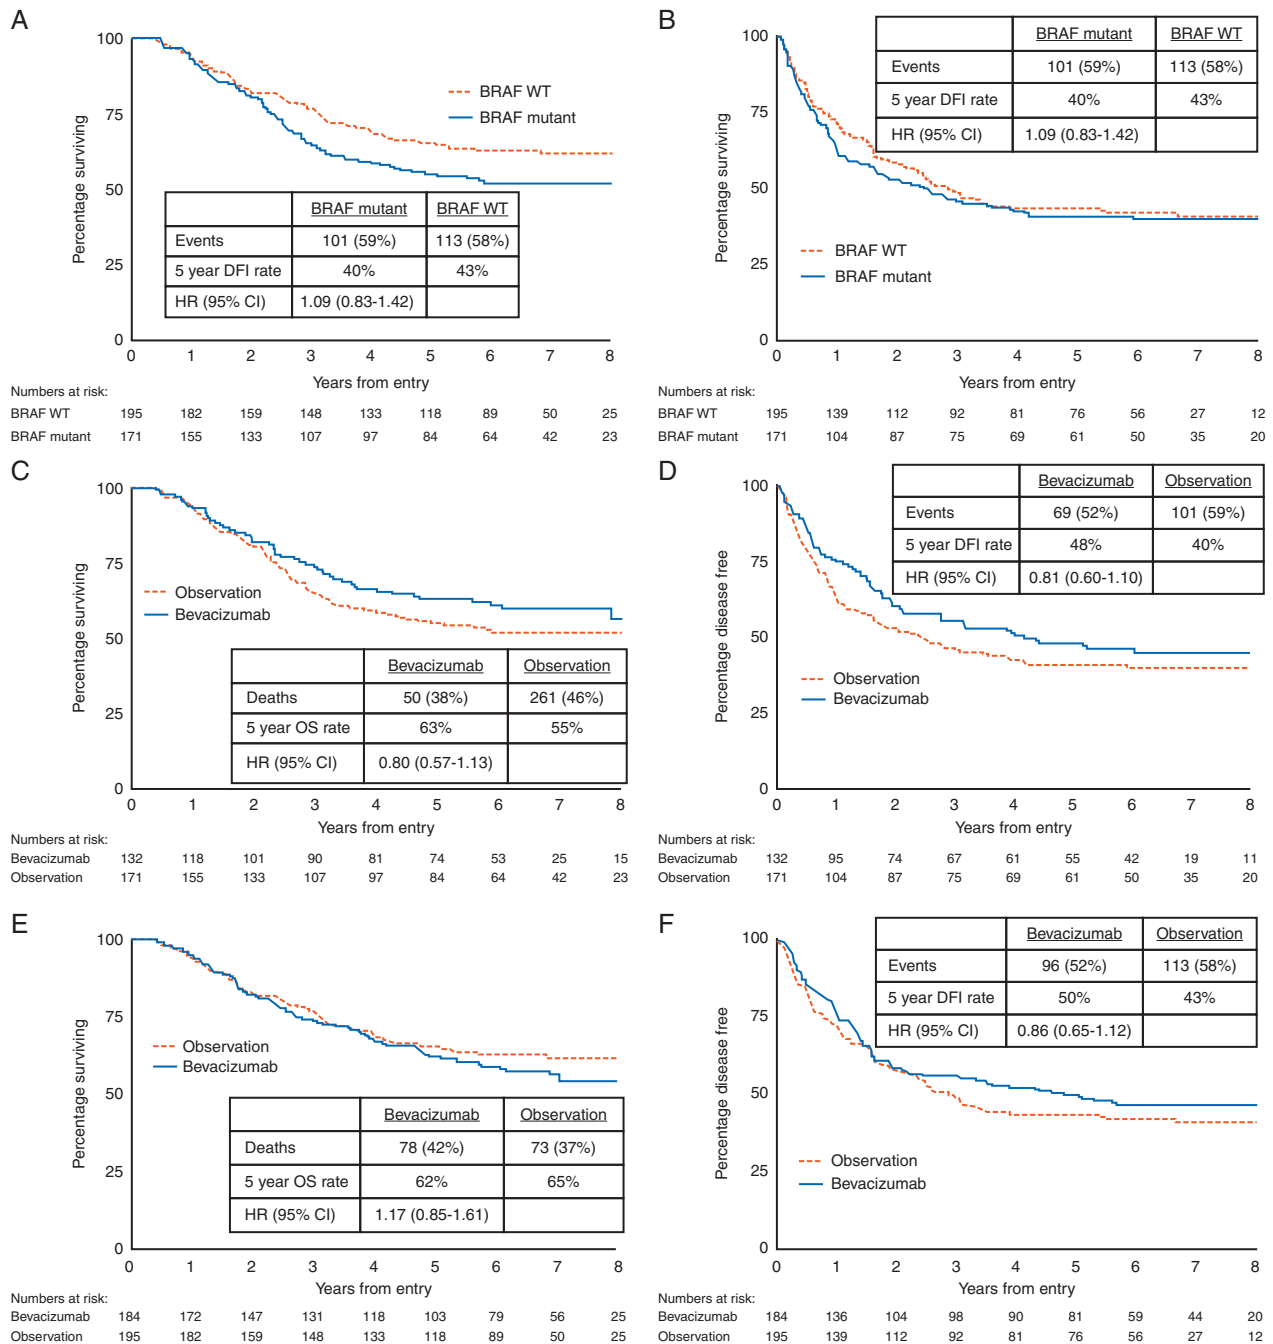 A
Percentage surviving
100
75
50
25
0
BRAF WT
BRAF mutant
BRAF mutant BRAF WT
Events 101 (59%) 113 (58%)
5 year DFI rate 40% 43%
HR (95% CI) 1.09 (0.83-1.42)
0 1 2 3 4 5 6 7 8
Years from entry
Numbers at risk:
BRAF WT 195 182 159 148 133 118 89 50 25
BRAF mutant 171 155 133 107 97 84 64 42 23
B
Percentage surviving
100
75
50
25
0
BRAF mutant BRAF WT
Events 101 (59%) 113 (58%)
5 year DFI rate 40% 43%
HR (95% CI) 1.09 (0.83-1.42)
BRAF WT
BRAF mutant
0 1 2 3 4 5 6 7 8
Years from entry
Numbers at risk:
BRAF WT 195 139 112 92 81 76 56 27 12
BRAF mutant 171 104 87 75 69 61 50 35 20
C
Percentage surviving
100
75
50
25
0
Observation
Bevacizumab
Bevacizumab Observation
Deaths 50 (38%) 261 (46%)
5 year OS rate 63% 55%
HR (95% CI) 0.80 (0.57-1.13)
0 1 2 3 4 5 6 7 8
Years from entry
Numbers at risk:
Bevacizumab 132 118 101 90 81 74 53 25 15
Observation 171 155 133 107 97 84 64 42 23
D
Percentage disease free
100
75
50
25
0
Bevacizumab Observation
Events 69 (52%) 101 (59%)
5 year DFI rate 48% 40%
HR (95% CI) 0.81 (0.60-1.10)
Observation
Bevacizumab
0 1 2 3 4 5 6 7 8
Years from entry
Numbers at risk:
Bevacizumab 132 95 74 67 61 55 42 19 11
Observation 171 104 87 75 69 61 50 35 20
E
Percentage surviving
100
75
50
25
0
Observation
Bevacizumab
Bevacizumab Observation
Deaths 78 (42%) 73 (37%)
5 year OS rate 62% 65%
HR (95% CI) 1.17 (0.85-1.61)
0 1 2 3 4 5 6 7 8
Years from entry
Numbers at risk:
Bevacizumab 184 172 147 131 118 103 79 56 25
Observation 195 182 159 148 133 118 89 50 25
F
Percentage disease free
100
75
50
25
0
Bevacizumab Observation
Events 96 (52%) 113 (58%)
5 year DFI rate 50% 43%
HR (95% CI) 0.86 (0.65-1.12)
Observation
Bevacizumab
0 1 2 3 4 5 6 7 8
Years from entry
Numbers at risk:
Bevacizumab 184 136 104 98 90 81 59 44 20
Observation 195 139 112 92 81 76 56 27 12